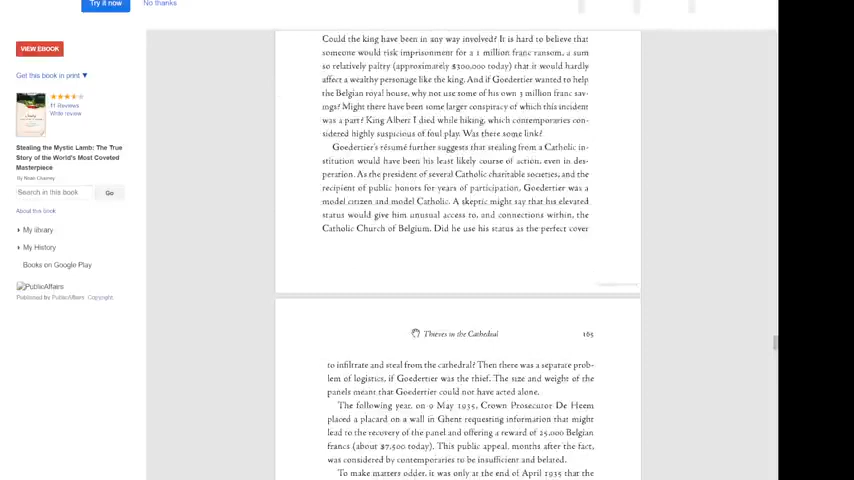 Try it now
No thanks
VIEW EBOOK
Get this book in print ▼
11 Reviews
Write review
Stealing the Mystic Lamb: The True
Story of the World's Most Coveted
Masterpiece
By Noah Charney
Search in this book
Go
About this book
My library
My History
Books on Google Play
PublicAffairs
Published by PublicAffairs Copyright.
Could the king have been in any way involved? It is hard to believe that
someone would risk imprisonment for a 1 million franc ransom, a sum
so relatively paltry (approximately $300,000 today) that it would hardly
affect a wealthy personage like the king. And if Goedertier wanted to help
the Belgian royal house, why not use some of his own 3 million franc sav-
ings? Might there have been some larger conspiracy of which this incident
was a part? King Albert I died while hiking, which contemporaries con-
sidered highly suspicious of foul play. Was there some link?
Goedertier's résumé further suggests that stealing from a Catholic in-
stitution would have been his least likely course of action, even in des-
peration. As the president of several Catholic charitable societies, and the
recipient of public honors for years of participation, Goedertier was a
model citizen and model Catholic. A skeptic might say that his elevated
status would give him unusual access to, and connections within, the
Catholic Church of Belgium. Did he use his status as the perfect cover
Thieves in the Cathedral 165
to infiltrate and steal from the cathedral? Then there was a separate prob-
lem of logistics, if Goedertier was the thief. The size and weight of the
panels meant that Goedertier could not have acted alone.
The following year, on 9 May 1935, Crown Prosecutor De Heem
placed a placard on a wall in Ghent requesting information that might
lead to the recovery of the panel and offering a reward of 25,000 Belgian
francs (about $7,500 today). This public appeal, months after the fact,
was considered by contemporaries to be insufficient and belated.
To make matters odder, it was only at the end of April 1935 that the